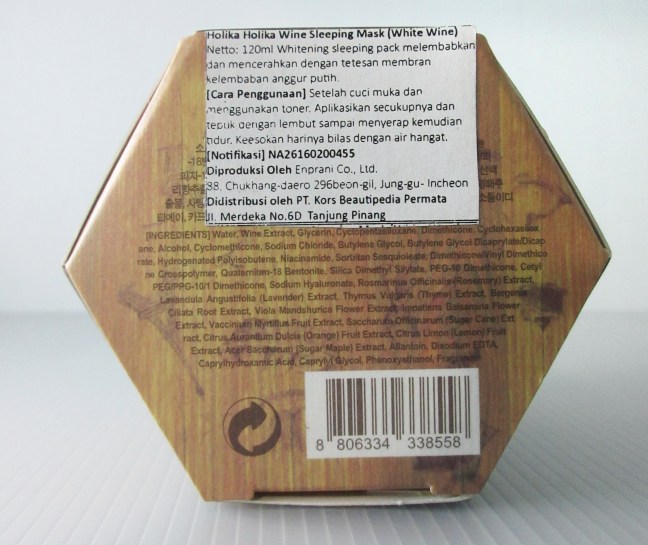 Holika Holika Wine Sleeping Mask (White Wine)
Netto: 120ml Whitening sleeping pack melembabkan
dan mencerahkan dengan tetesan membran
kelembaban anggur putih.
[Cara Penggunaan] Setelah cuci muka dan
menggunakan toner. Aplikasikan secukupnya dan
tepuk dengan lembut sampai menyerap kemudian
tidur. Keesokan harinya bilas dengan air hangat.
[Notifikasi] NA26160200455
Diproduksi Oleh Enprani Co., Ltd.
38, Chukhang-daero 296beon-gil, Jung-gu- Incheon
Didistribusi oleh PT. Kors Beautipedia Permata
Jl. Merdeka No.6D Tanjung Pinang
[INGREDIENTS] Water, Wine Extract, Glycerin, Cyclopentasiloxane, Dimethicone, Cyclohexasilox
ane, Alcohol, Cyclomethicone, Sodium Chloride, Butylene Glycol, Butylene Glycol Dicaprylate/Dicap
rate, Hydrogenated Polyisobutene, Niacinamide, Sorbitan Sesquioleate, Dimethicone/Vinyl Dimethico
ne Crosspolymer, Quaternium-18 Bentonite, Silica Dimethyl Silylate, PEG-10 Dimethicone, Cetyl
PEG/PPG-10/1 Dimethicone, Sodium Hyaluronate, Rosmarinus Officinalis (Rosemary) Extract,
Lavandula Angustifolia (Lavender) Extract, Thymus Vulgaris (Thyme) Extract, Bergenia
Ciliata Root Extract, Viola Mandshurica Flower Extract, Impatiens Balsamina Flower
Extract, Vaccinium Myrtillus Fruit Extract, Saccharum Officinarum (Sugar Cane) Ext
ract, Citrus Aurantium Dulcis (Orange) Fruit Extract, Citrus Limon (Lemon) Fruit
Extract, Acer Saccharum (Sugar Maple) Extract, Allantoin, Disodium EDTA,
Caprylhydroxamic Acid, Caprylyl Glycol, Phenoxyethanol, Fragrance
8 806334 338558